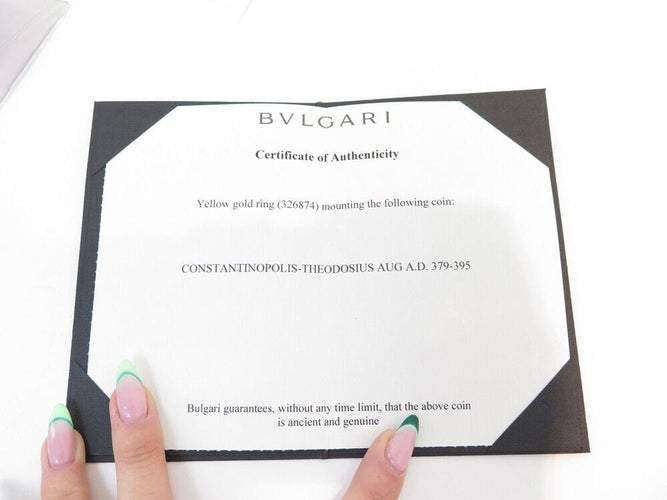 BVLGARI
Certificate of Authenticity
Yellow gold ring (326874) mounting the following coin:
CONSTANTINOPOLIS-THEODOSIUS AUG A.D. 379-395
Bulgari guarantees, without any time limit, that the above coin
is ancient and genuine